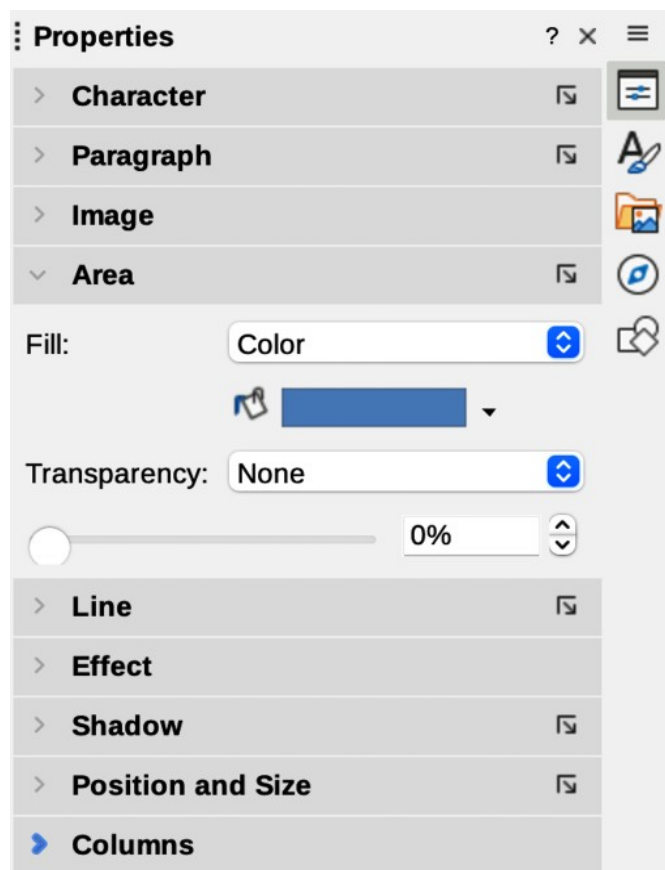 Properties ?
Character
Paragraph
Image
Area
Fill: Color
Transparency: None
0%
Line
Effect
Shadow
Position and Size
Columns